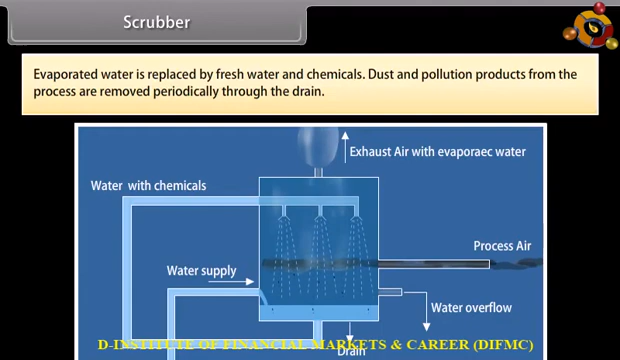 Scrubber
Evaporated water is replaced by fresh water and chemicals. Dust and pollution products from the
process are removed periodically through the drain.
Exhaust Air with evaporaec water
Water with chemicals
Process Air
Water supply
Water overflow
D-INSTITUTE OF FINANCIAL MARKETS & CAREER (DIFMC)
Drain